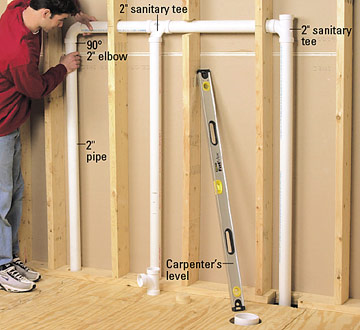 2" sanitary tee
2" sanitary
tee
90°
2" elbow
2"
pipe
Carpenter's
level